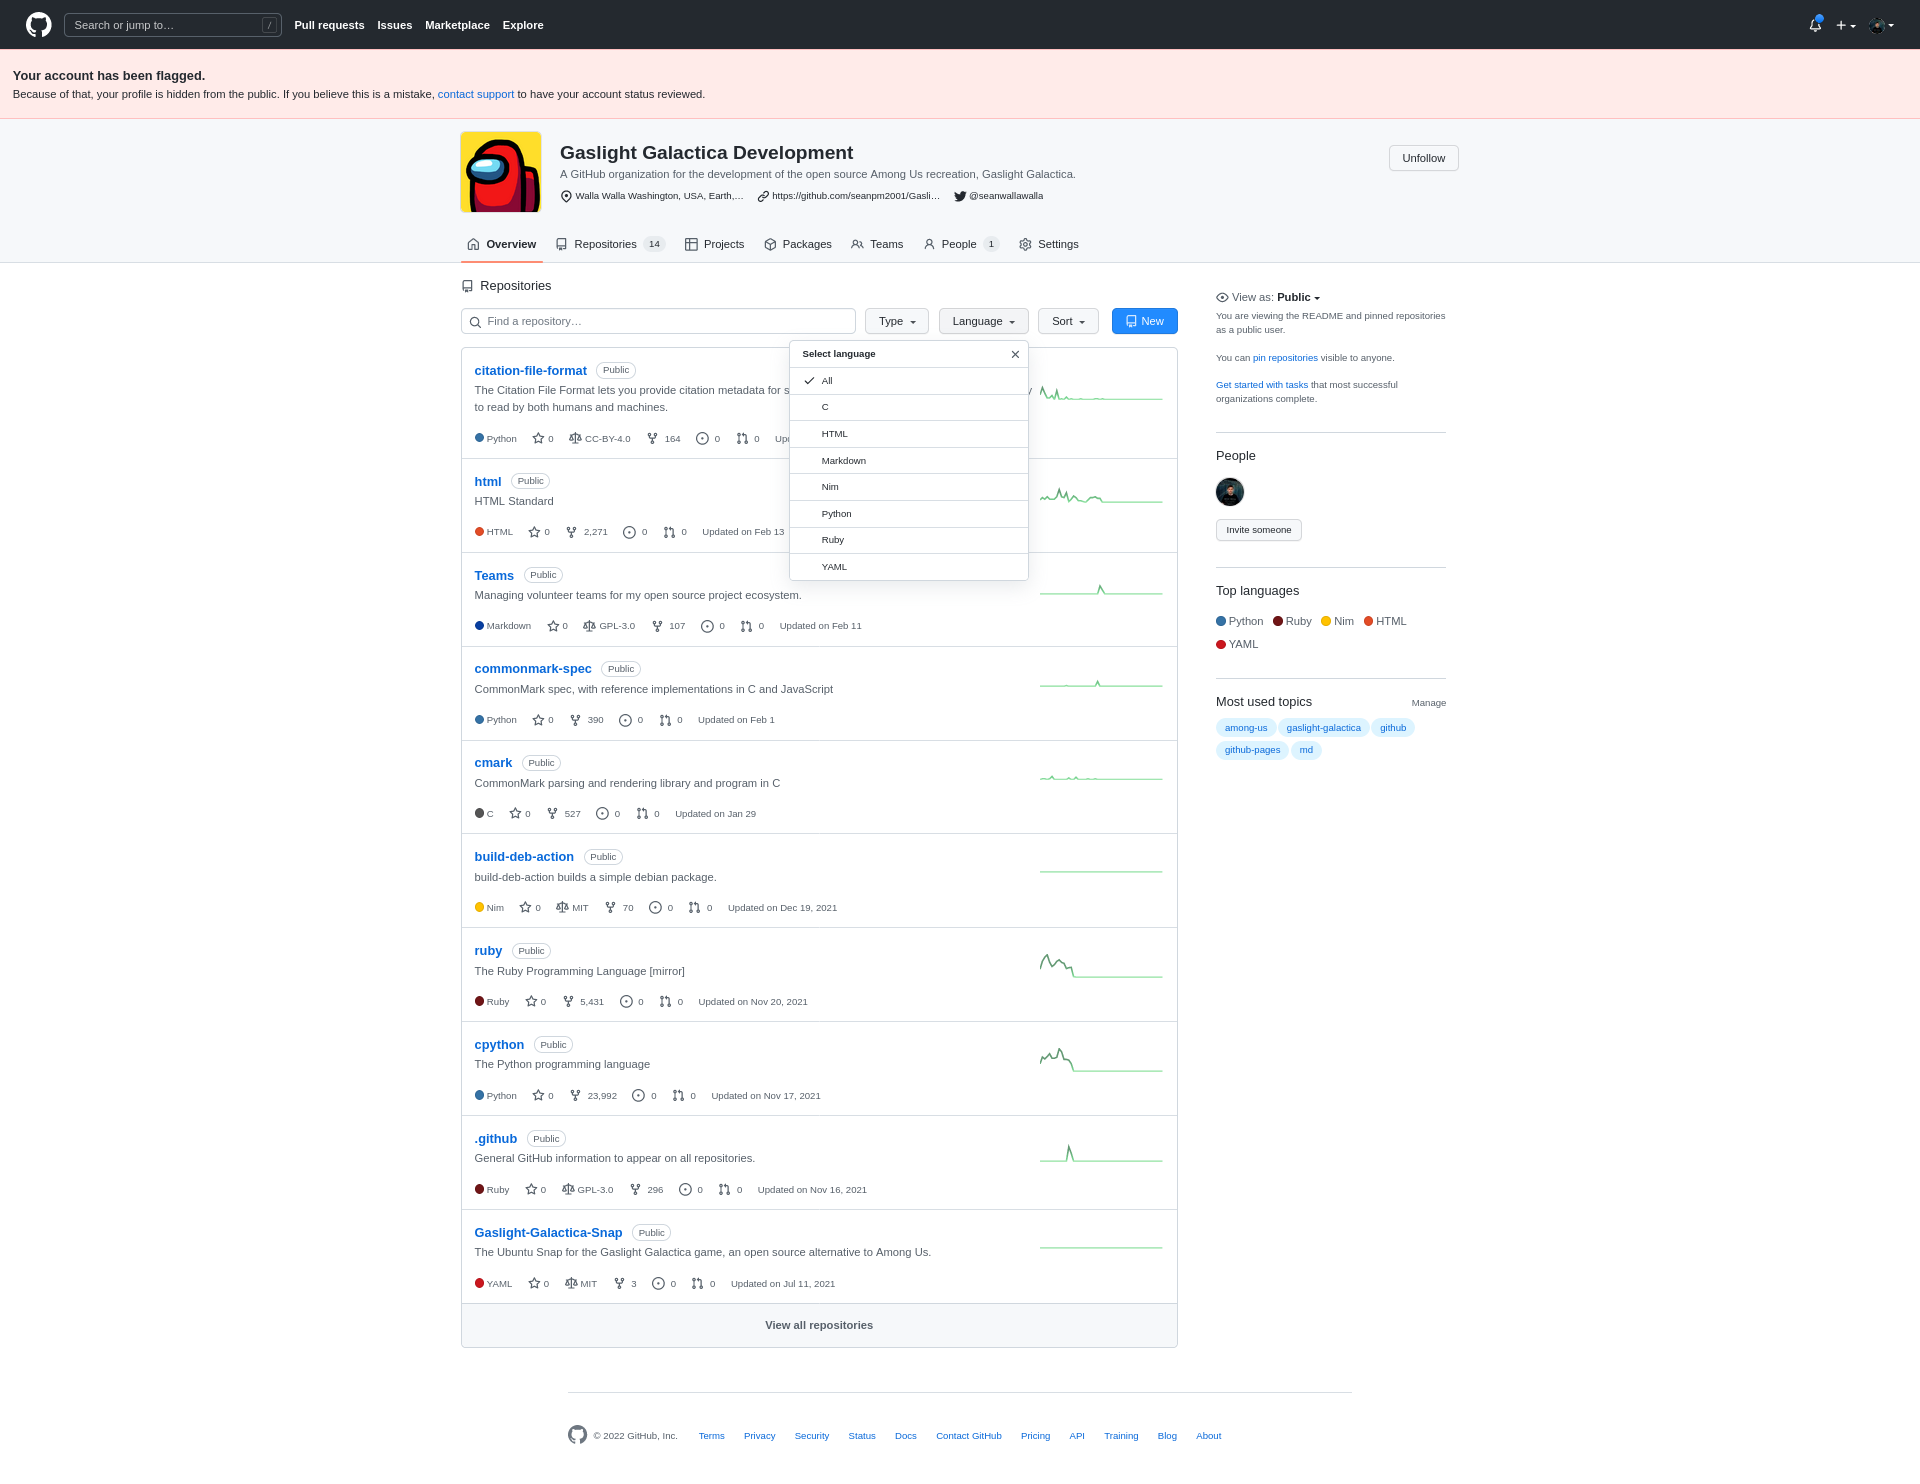 Search or jump to… /
Pull requests Issues Marketplace Explore
Your account has been flagged.
Because of that, your profile is hidden from the public. If you believe this is a mistake, contact support to have your account status reviewed.
Gaslight Galactica Development
A GitHub organization for the development of the open source Among Us recreation, Gaslight Galactica.
Walla Walla Washington, USA, Earth,… https://github.com/seanpm2001/Gasli… @seanwallawalla
Unfollow
Overview Repositories 14 Projects Packages Teams People 1 Settings
Repositories
Find a repository… Type Language Sort New
Select language
All
C
HTML
Markdown
Nim
Python
Ruby
YAML
citation-file-format Public
The Citation File Format lets you provide citation metadata for s y
to read by both humans and machines.
Python 0 CC-BY-4.0 164 0 0 Upd
html Public
HTML Standard
HTML 0 2,271 0 0 Updated on Feb 13
Teams Public
Managing volunteer teams for my open source project ecosystem.
Markdown 0 GPL-3.0 107 0 0 Updated on Feb 11
commonmark-spec Public
CommonMark spec, with reference implementations in C and JavaScript
Python 0 390 0 0 Updated on Feb 1
cmark Public
CommonMark parsing and rendering library and program in C
C 0 527 0 0 Updated on Jan 29
build-deb-action Public
build-deb-action builds a simple debian package.
Nim 0 MIT 70 0 0 Updated on Dec 19, 2021
ruby Public
The Ruby Programming Language [mirror]
Ruby 0 5,431 0 0 Updated on Nov 20, 2021
cpython Public
The Python programming language
Python 0 23,992 0 0 Updated on Nov 17, 2021
.github Public
General GitHub information to appear on all repositories.
Ruby 0 GPL-3.0 296 0 0 Updated on Nov 16, 2021
Gaslight-Galactica-Snap Public
The Ubuntu Snap for the Gaslight Galactica game, an open source alternative to Among Us.
YAML 0 MIT 3 0 0 Updated on Jul 11, 2021
View all repositories
View as: Public
You are viewing the README and pinned repositories
as a public user.
You can pin repositories visible to anyone.
Get started with tasks that most successful
organizations complete.
People
Invite someone
Top languages
Python Ruby Nim HTML
YAML
Most used topics Manage
among-us gaslight-galactica github
github-pages md
© 2022 GitHub, Inc. Terms Privacy Security Status Docs Contact GitHub Pricing API Training Blog About